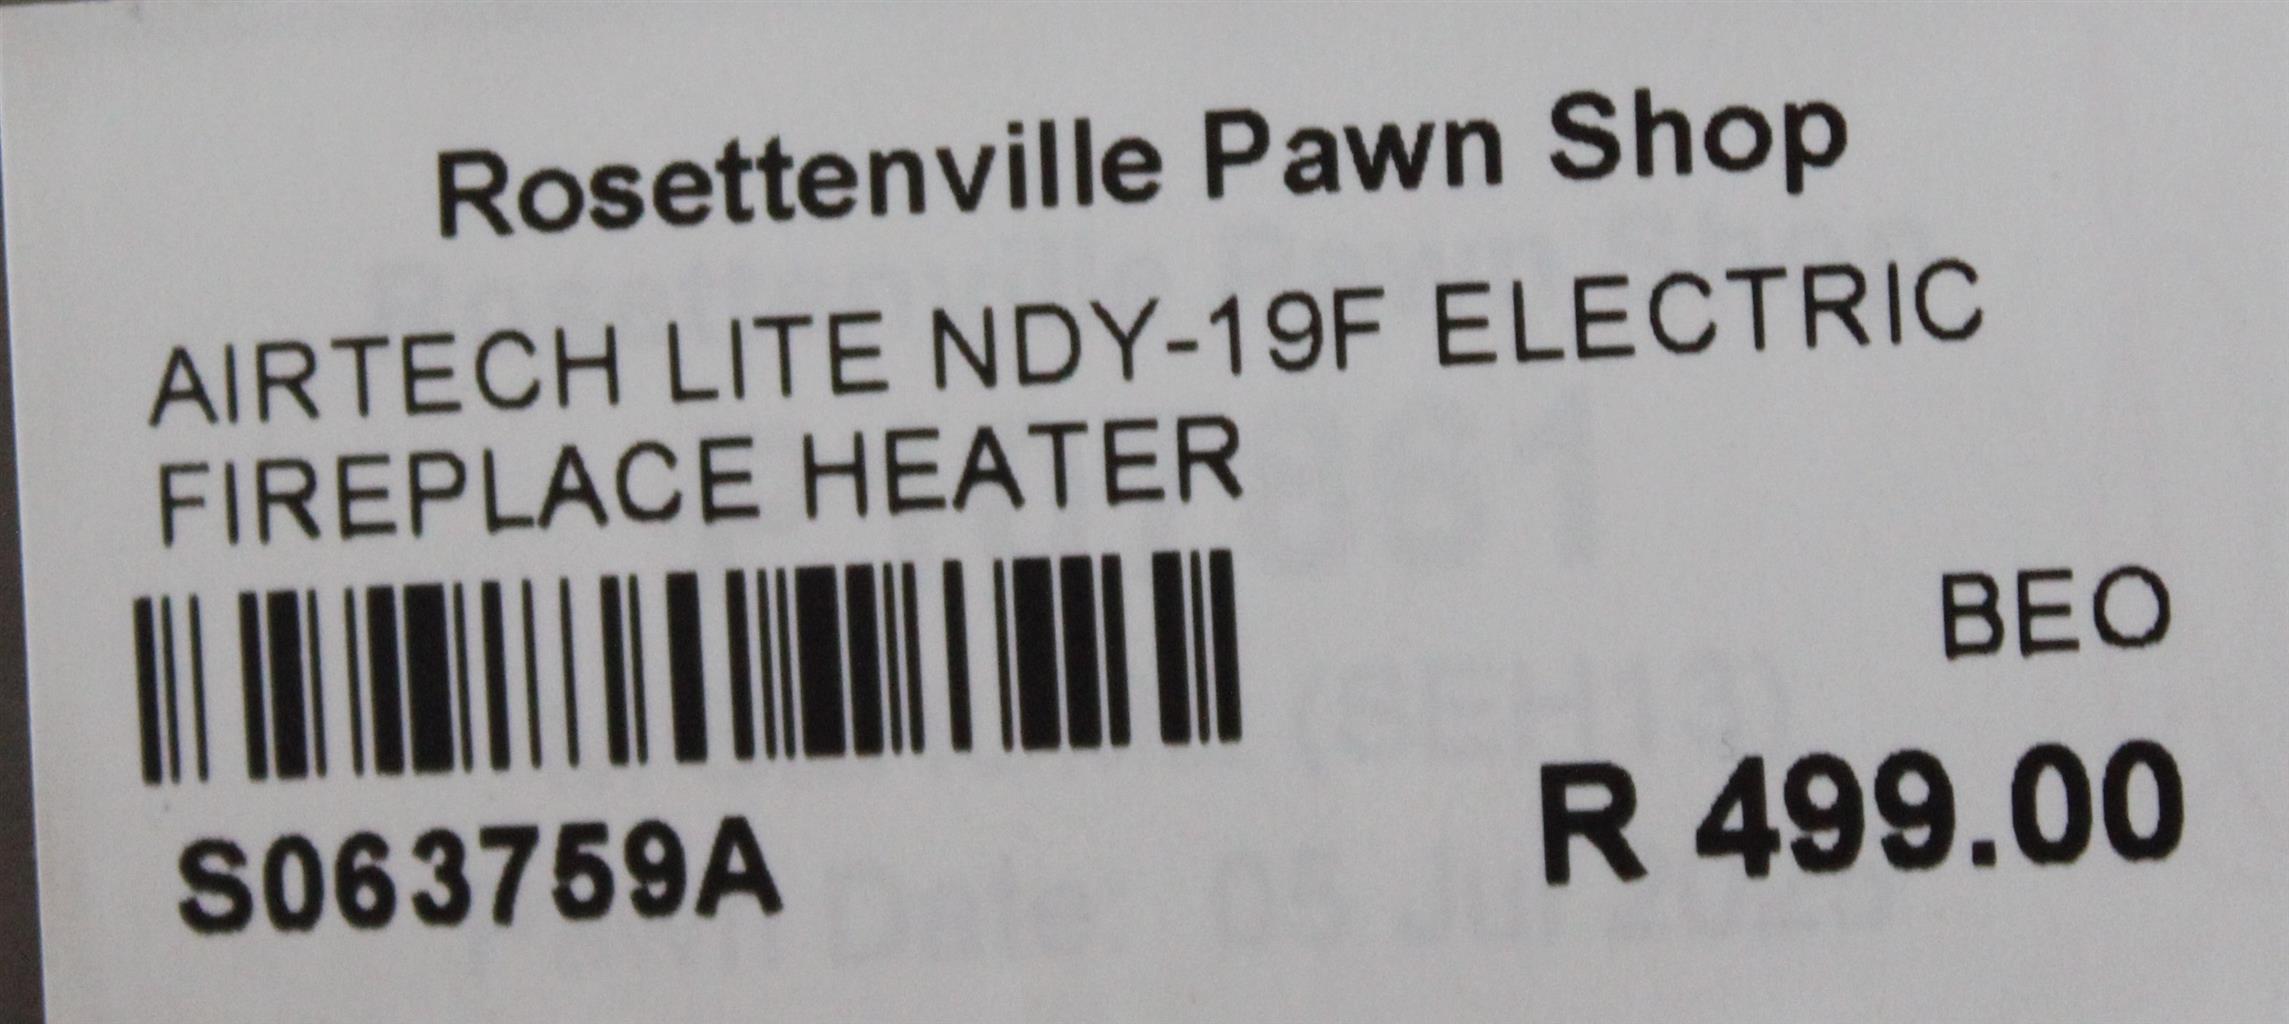 Rosettenville Pawn Shop
AIRTECH LITE NDY-19F ELECTRIC
FIREPLACE HEATER
BEO
S063759A
R 499.00